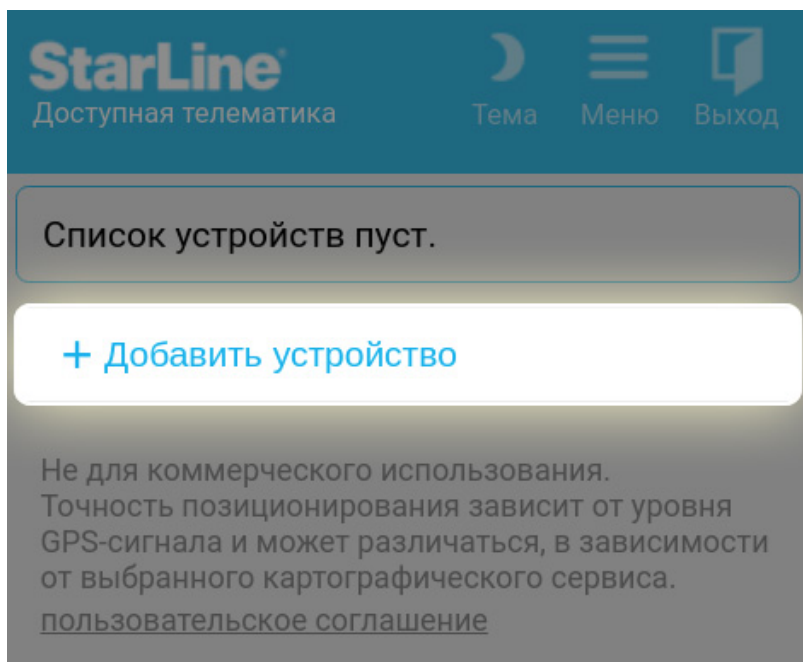 StarLine
Доступная телематика
Тема Меню Выход
Список устройств пуст.
+ Добавить устройство
Не для коммерческого использования.
Точность позиционирования зависит от уровня
GPS-сигнала и может различаться, в зависимости
от выбранного картографического сервиса.
пользовательское соглашение